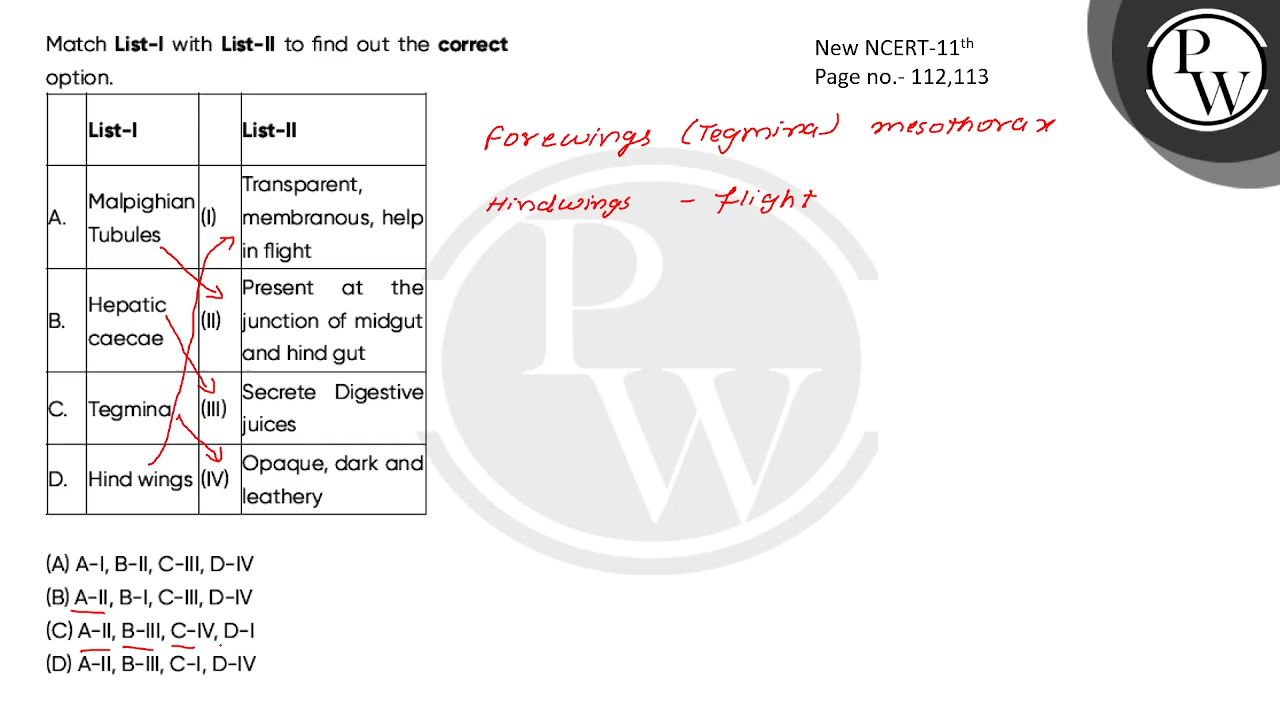 Match List-I with List-II to find out the correct
option.
List-I List-II
A. Malpighian Tubules (I) Transparent, membranous, help in flight
B. Hepatic caecae (II) Present at the junction of midgut and hind gut
C. Tegmina (III) Secrete Digestive juices
D. Hind wings (IV) Opaque, dark and leathery
(A) A-I, B-II, C-III, D-IV
(B) A-II, B-I, C-III, D-IV
(C) A-II, B-III, C-IV, D-I
(D) A-II, B-III, C-I, D-IV
New NCERT-11th
Page no.- 112,113
Forewings (Tegmina) mesothorax
Hindwings - flight
PW
PW